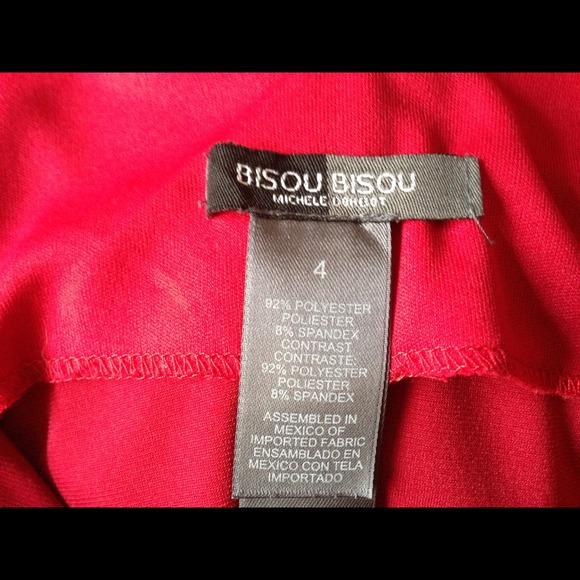 BISOU BISOU
MICHELE BOHBOT
4
92% POLYESTER
POLIESTER
8% SPANDEX
CONTRAST
CONTRASTE:
92% POLYESTER
POLIESTER
8% SPANDEX
ASSEMBLED IN
MEXICO OF
IMPORTED FABRIC
ENSAMBLADO EN
MEXICO CON TELA
IMPORTADO